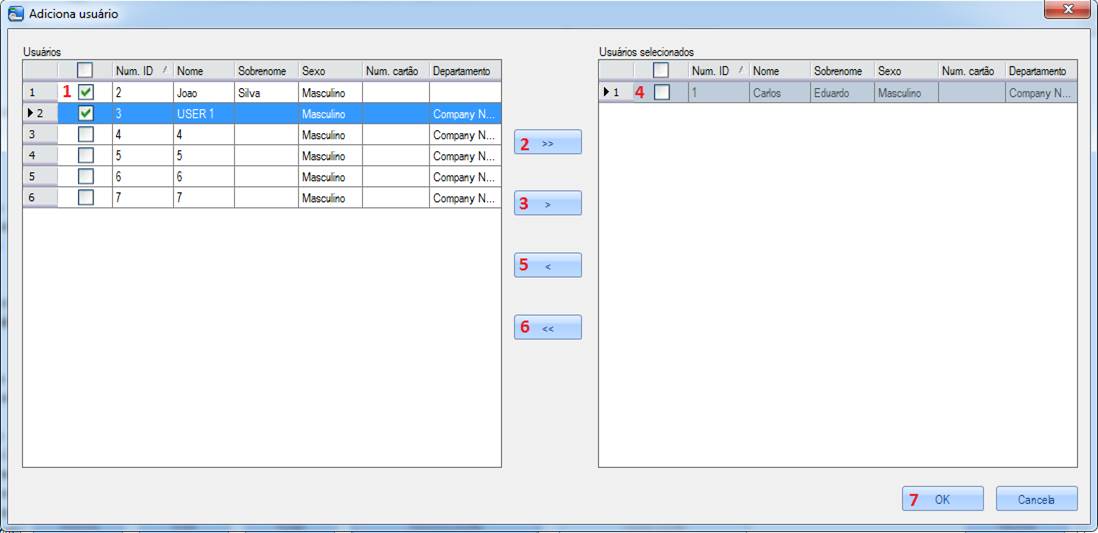 Adiciona usuário
Usuários
Num. ID / Nome Sobrenome Sexo Num. cartão Departamento
1 1 2 Joao Silva Masculino
2 3 USER 1 Masculino Company N...
3 4 4 Masculino Company N...
4 5 5 Masculino Company N...
5 6 6 Masculino Company N...
6 7 7 Masculino Company N...
2 >>
3 >
5 <
6 <<
Usuários selecionados
Num. ID / Nome Sobrenome Sexo Num. cartão Departamento
1 4 1 Carlos Eduardo Masculino Company N...
7 OK Cancela